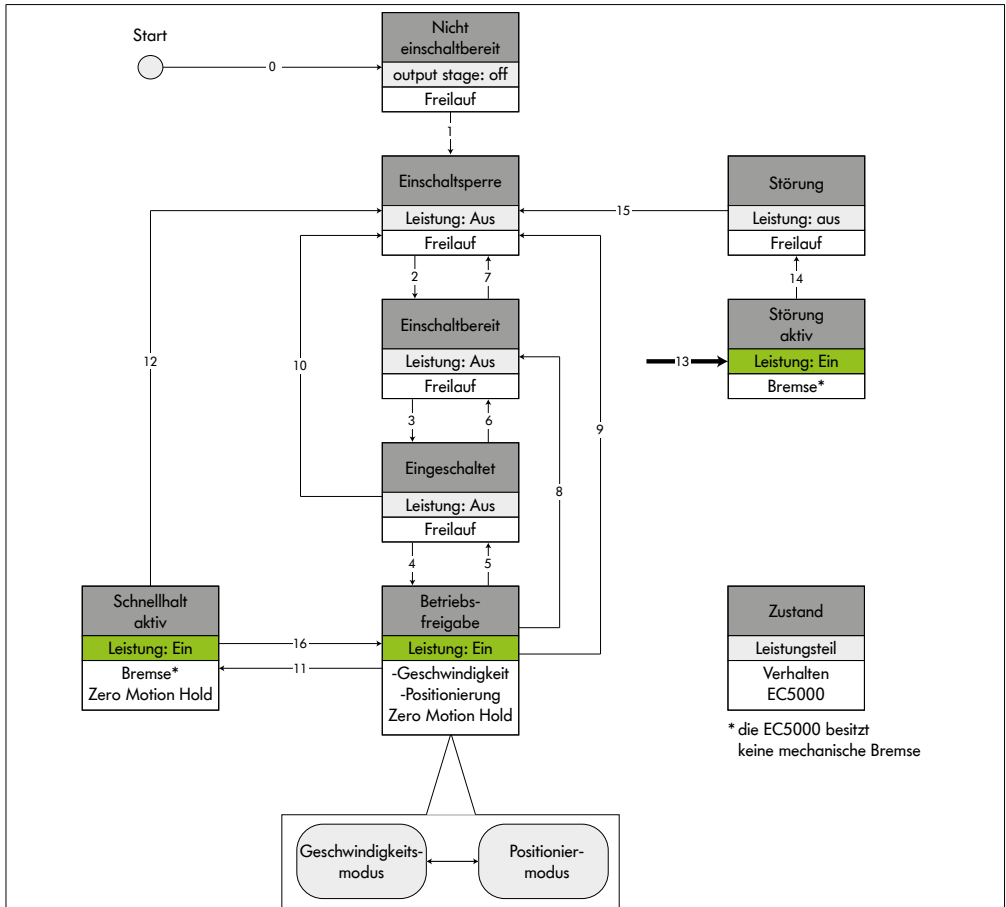 Start
0
Nicht
einschaltbereit
output stage: off
Freilauf
1
Einschaltsperre
Leistung: Aus
Freilauf
Störung
Leistung: aus
Freilauf
15
2
7
14
Einschaltbereit
Leistung: Aus
Freilauf
Störung
aktiv
Leistung: Ein
Bremse*
12
10
13
3
6
9
Eingeschaltet
Leistung: Aus
Freilauf
8
4
5
Schnellhalt
aktiv
Leistung: Ein
Bremse*
Zero Motion Hold
16
11
Betriebs-
freigabe
Leistung: Ein
-Geschwindigkeit
-Positionierung
Zero Motion Hold
Zustand
Leistungsteil
Verhalten
EC5000
* die EC5000 besitzt
keine mechanische Bremse
Geschwindigkeits-
modus
Positionier-
modus